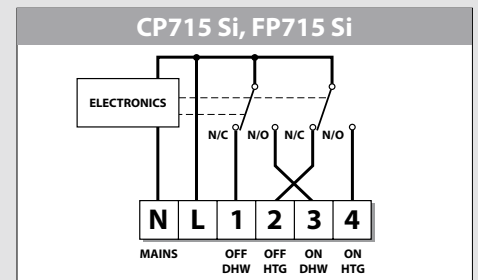 CP715 Si, FP715 Si
ELECTRONICS
N/C N/O N/C N/O
N L 1 2 3 4
MAINS OFF OFF ON ON
DHW HTG DHW HTG